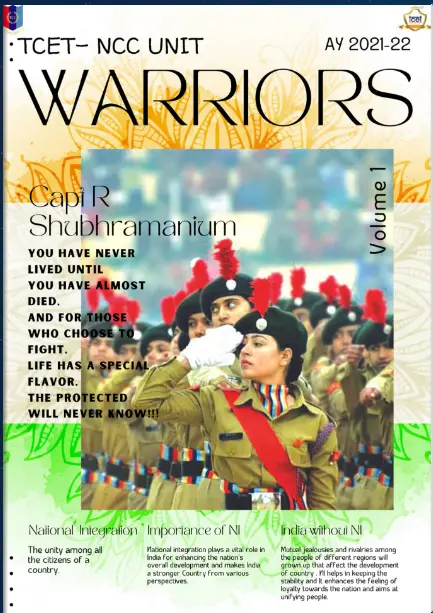 tcet
TCET- NCC UNIT
AY 2021-22
WARRIORS
Volume 1
Capt R
Shubhramanium
YOU HAVE NEVER
LIVED UNTIL
YOU HAVE ALMOST
DIED.
AND FOR THOSE
WHO CHOOSE TO
FIGHT.
LIFE HAS A SPECIAL
FLAVOR.
THE PROTECTED
WILL NEVER KNOW!!!
National Integration
The unity among all
the citizens of a
country.
Importance of NI
National integration plays a vital role in
India for enhancing the nation's
overall development and makes India
a stronger Country from various
perspectives.
India without NI
Mutual jealousies and rivalries among
the people of different regions will
grown up that affect the development
of country. It'll helps in keeping the
stability and It enhances the feeling of
loyalty towards the nation and aims at
unifying people.